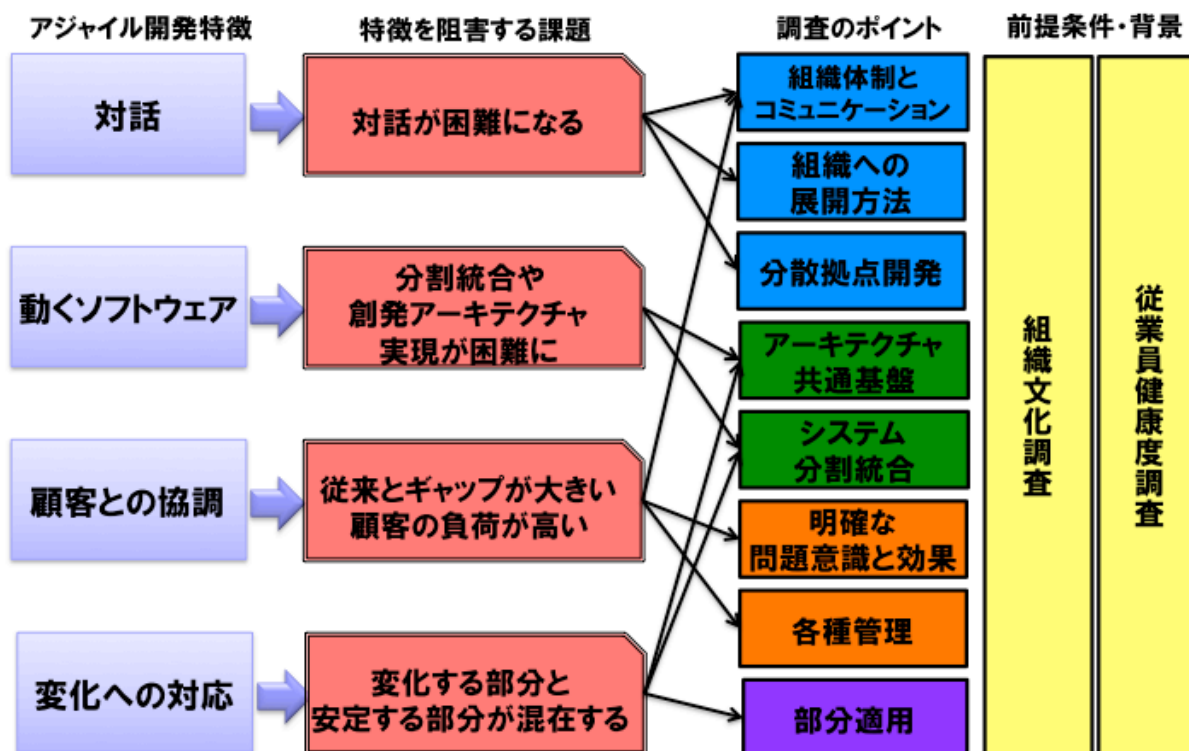 アジャイル開発特徴
特徴を阻害する課題
調査のポイント
前提条件・背景
対話
対話が困難になる
組織体制と
コミュニケーション
組織への
展開方法
分散拠点開発
動くソフトウェア
分割統合や
創発アーキテクチャ
実現が困難に
アーキテクチャ
共通基盤
システム
分割統合
顧客との協調
従来とギャップが大きい
顧客の負荷が高い
明確な
問題意識と効果
各種管理
変化への対応
変化する部分と
安定する部分が混在する
部分適用
組織文化調査
従業員健康度調査